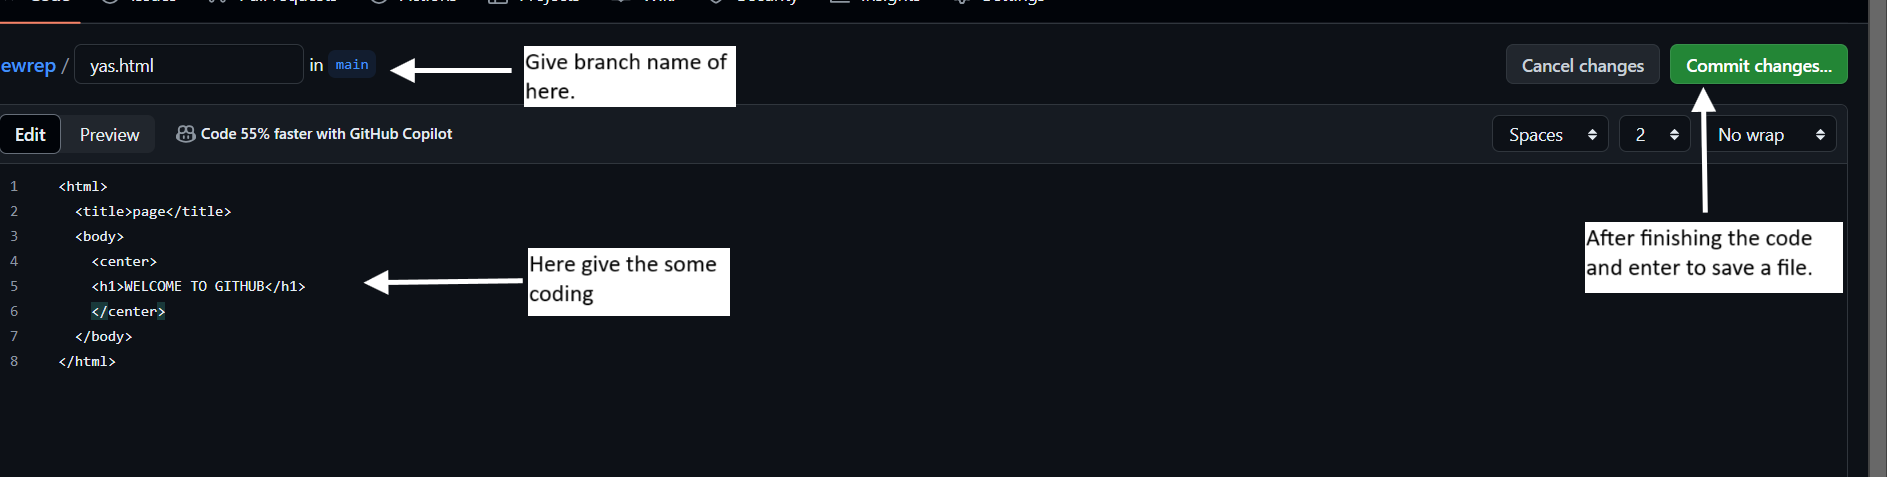 ewrep / yas.html in main
Give branch name of
here.
Cancel changes
Commit changes...
Edit Preview Code 55% faster with GitHub Copilot
Spaces 2 No wrap
1 <html>
2 <title>page</title>
3 <body>
4 <center>
5 <h1>WELCOME TO GITHUB</h1>
6 </center>
7 </body>
8 </html>
Here give the some
coding
After finishing the code
and enter to save a file.